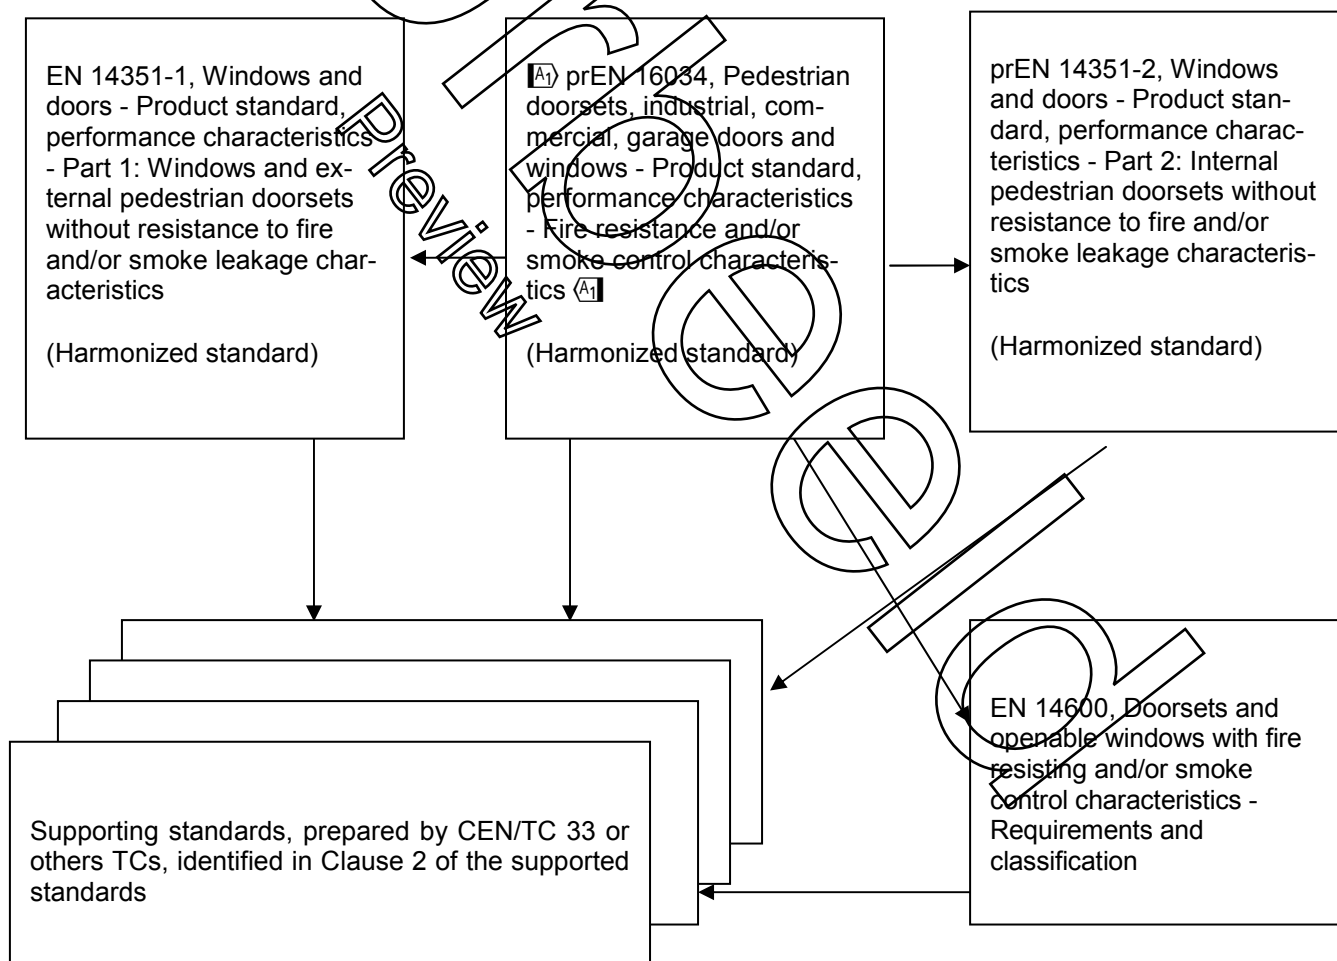 EN 14351-1, Windows and
doors - Product standard,
performance characteristics
- Part 1: Windows and ex-
ternal pedestrian doorsets
without resistance to fire
and/or smoke leakage char-
acteristics
(Harmonized standard)
A1 prEN 16034, Pedestrian
doorsets, industrial, com-
mercial, garage doors and
windows - Product standard,
performance characteristics
- Fire resistance and/or
smoke control characteris-
tics A1
(Harmonized standard)
prEN 14351-2, Windows
and doors - Product stan-
dard, performance charac-
teristics - Part 2: Internal
pedestrian doorsets without
resistance to fire and/or
smoke leakage characteris-
tics
(Harmonized standard)
Supporting standards, prepared by CEN/TC 33 or
others TCs, identified in Clause 2 of the supported
standards
EN 14600, Doorsets and
openable windows with fire
resisting and/or smoke
control characteristics -
Requirements and
classification
Preview